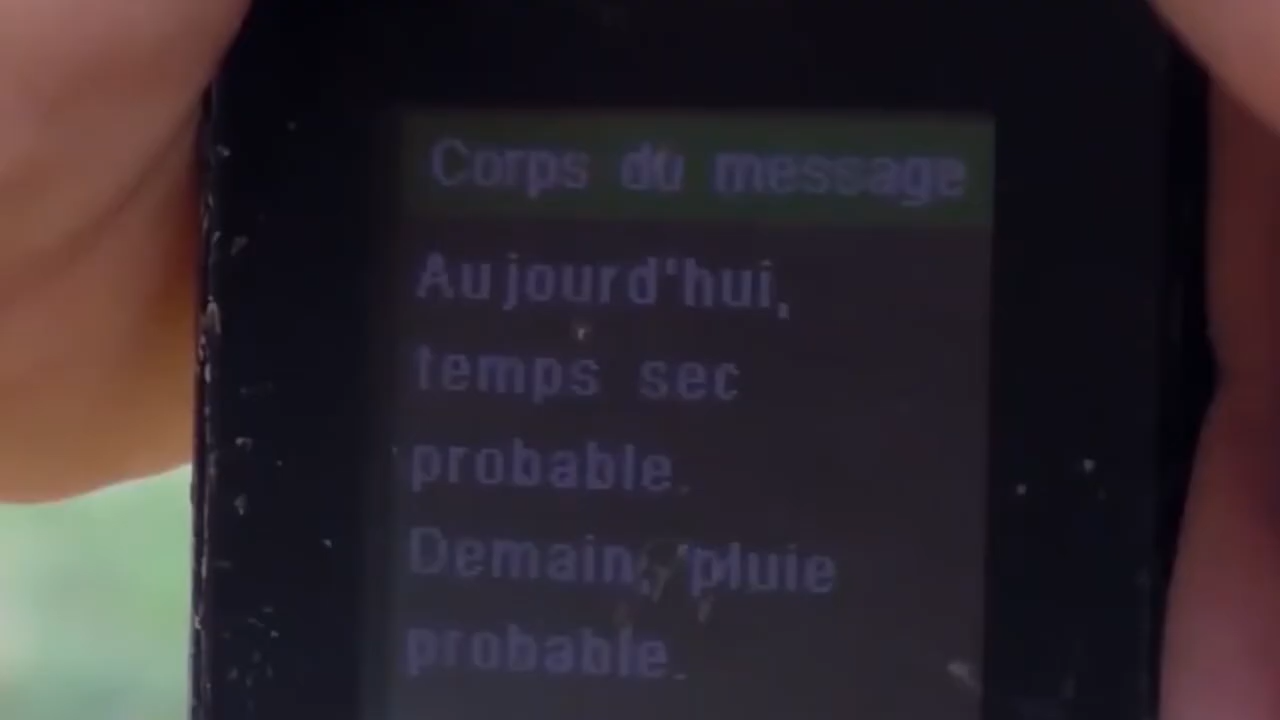 Corps du message
Aujourd'hui,
temps sec
probable.
Demain, pluie
probable.